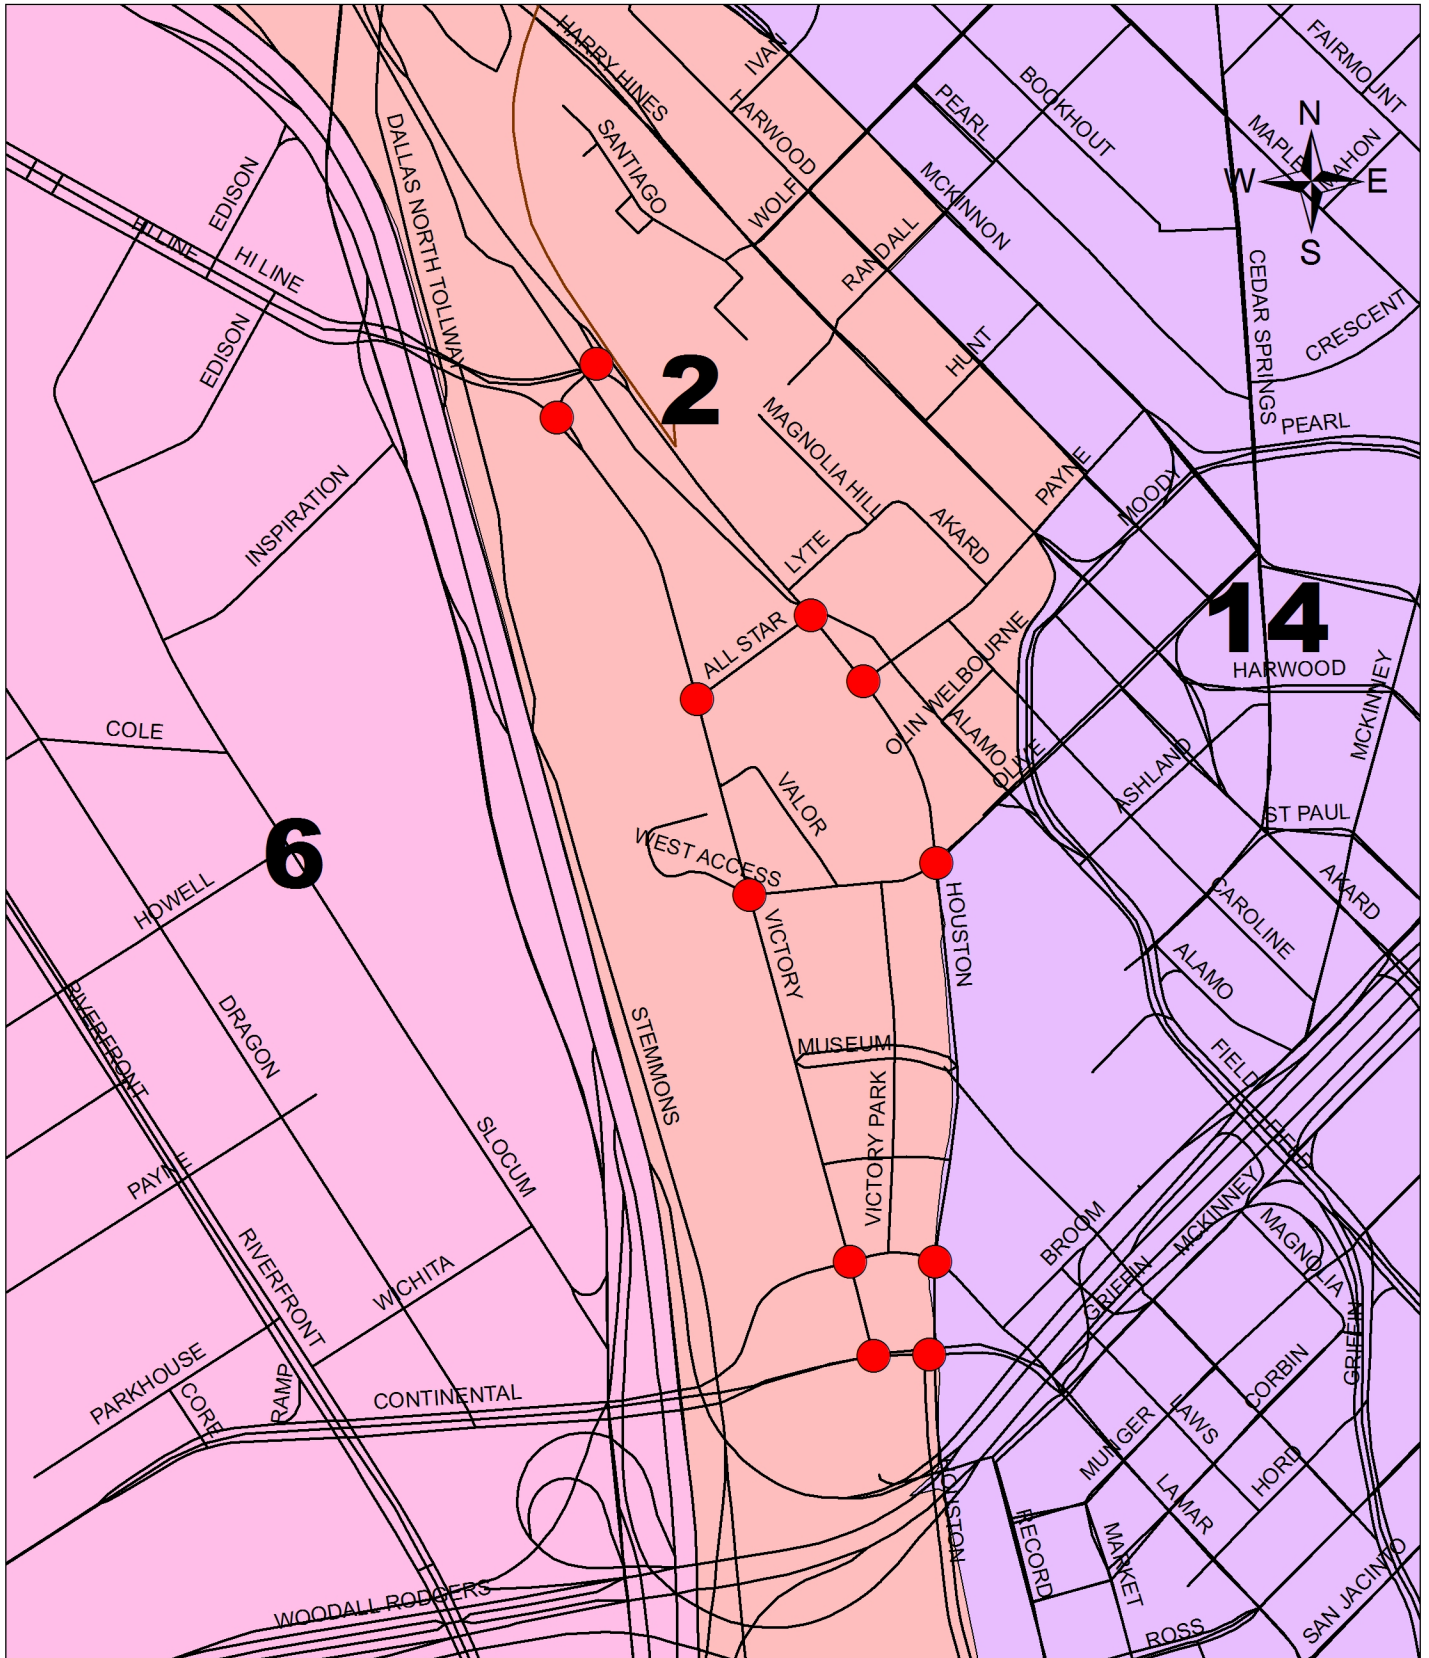 HARRY HINES
IVAN
FAIRMOUNT
BOOKHOUT
PEARL
HARWOOD
N
MAPLE
MAHON
W
E
S
DALLAS NORTH TOLLWAY
SANTIAGO
EDISON
WOLF
MCKINNON
RANDALL
HI LINE
HI LINE
CEDAR SPRINGS
CRESCENT
EDISON
HUNT
2
MAGNOLIA HILL
PEARL
PAYNE
MOODY
INSPIRATION
AKARD
LYTE
14
ALL STAR
OLIN WELBOURNE
HARWOOD
MCKINNEY
COLE
ALAMO
OLIVE
ASHLAND
VALOR
ST PAUL
6
WEST ACCESS
HOWELL
AKARD
CAROLINE
HOUSTON
VICTORY
ALAMO
RIVERFRONT
DRAGON
STEMMONS
MUSEUM
FIELD
FIELD
VICTORY PARK
SLOCUM
PAYNE
MCKINNEY
BROOM
MAGNOLIA
RIVERFRONT
WICHITA
GRIFFIN
GRIFFIN
PARKHOUSE
CORE
RAMP
CONTINENTAL
CORBIN
LAWS
MUNGER
HORD
LAMAR
HOUSTON
RECORD
MARKET
SAN JACINTO
WOODALL RODGERS
ROSS